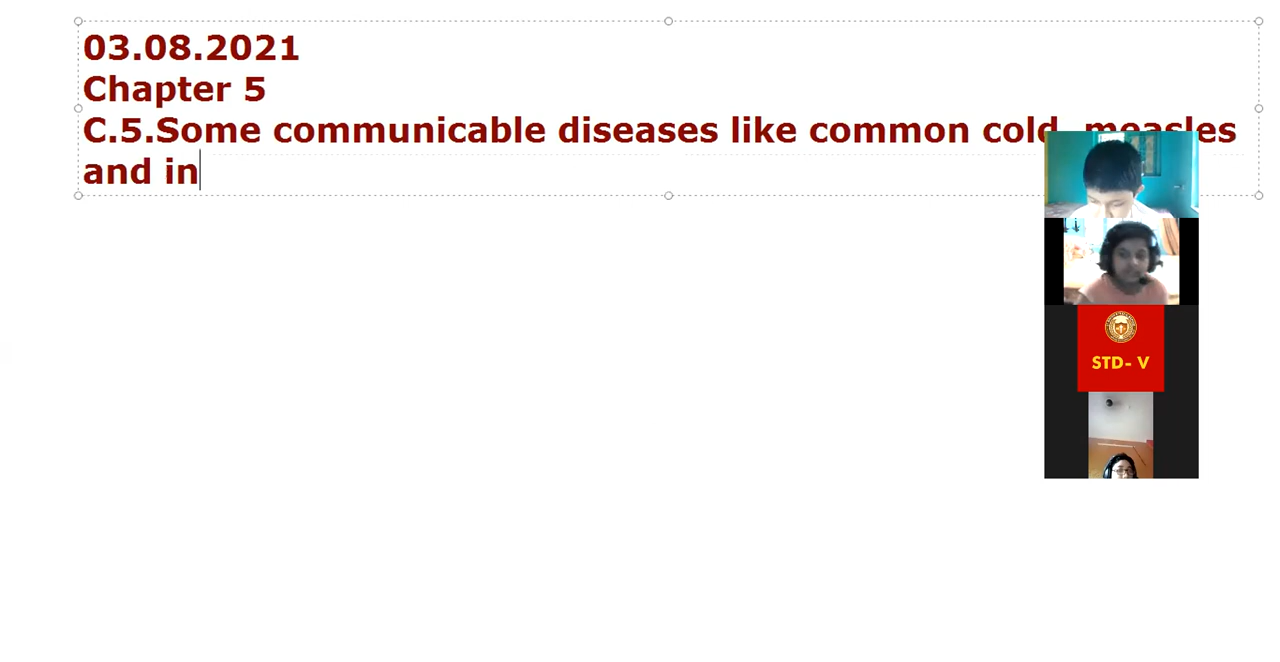 03.08.2021
Chapter 5
C.5.Some communicable diseases like common cold, measles
and in
STD- V